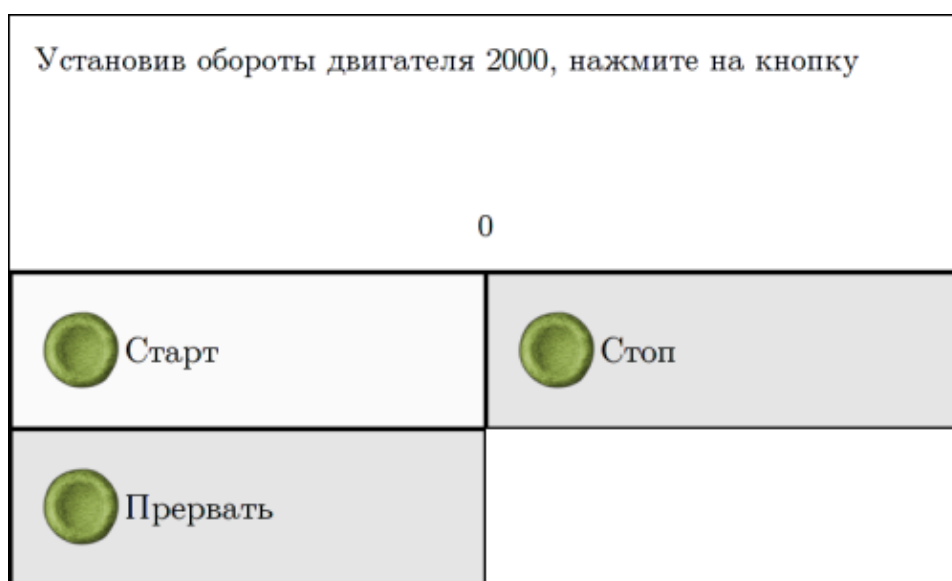 Установив обороты двигателя 2000, нажмите на кнопку
0
Старт
Стоп
Прервать